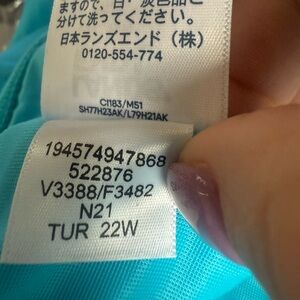 ますので、白・淡色品と
分けて洗ってください。
日本ランズエンド（株）
0120-554-774
CI183/M51
SH77H23AK/L79H21AK
194574947868
522876
V3388/F3482
N21
TUR 22W